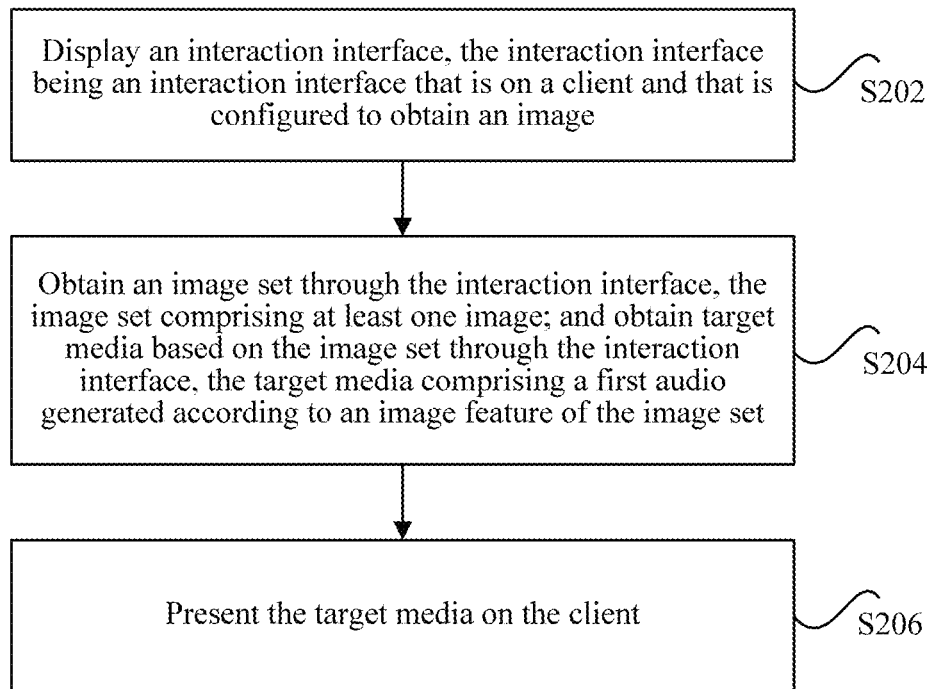 Display an interaction interface, the interaction interface
being an interaction interface that is on a client and that is
configured to obtain an image
S202
Obtain an image set through the interaction interface, the
image set comprising at least one image; and obtain target
media based on the image set through the interaction
interface, the target media comprising a first audio
generated according to an image feature of the image set
S204
Present the target media on the client
S206